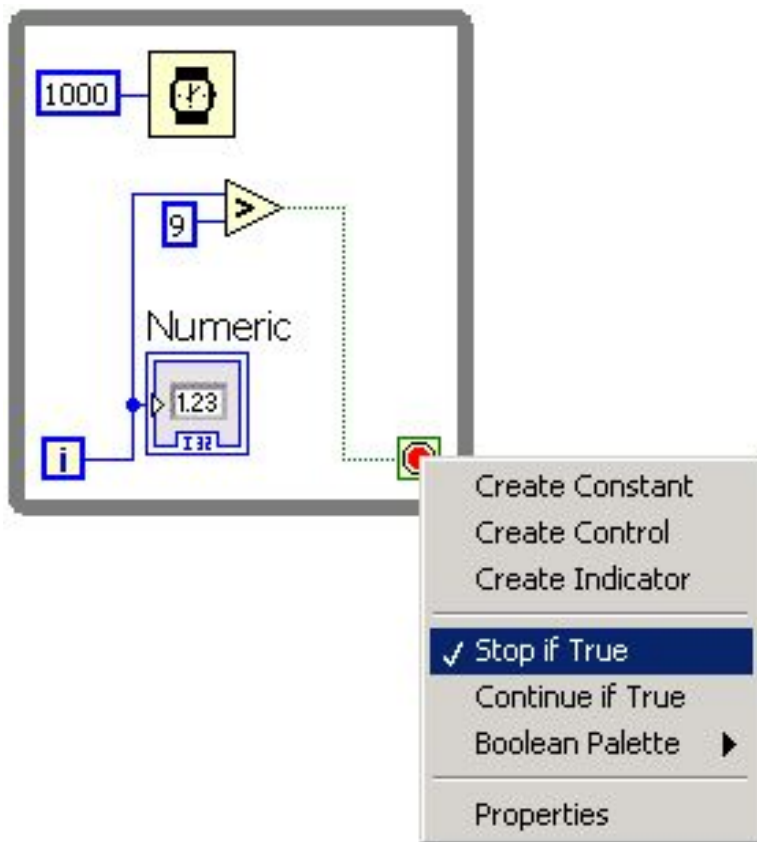 1000
>
9
Numeric
1.23
I32
i
Create Constant
Create Control
Create Indicator
✓ Stop if True
Continue if True
Boolean Palette ▶
Properties